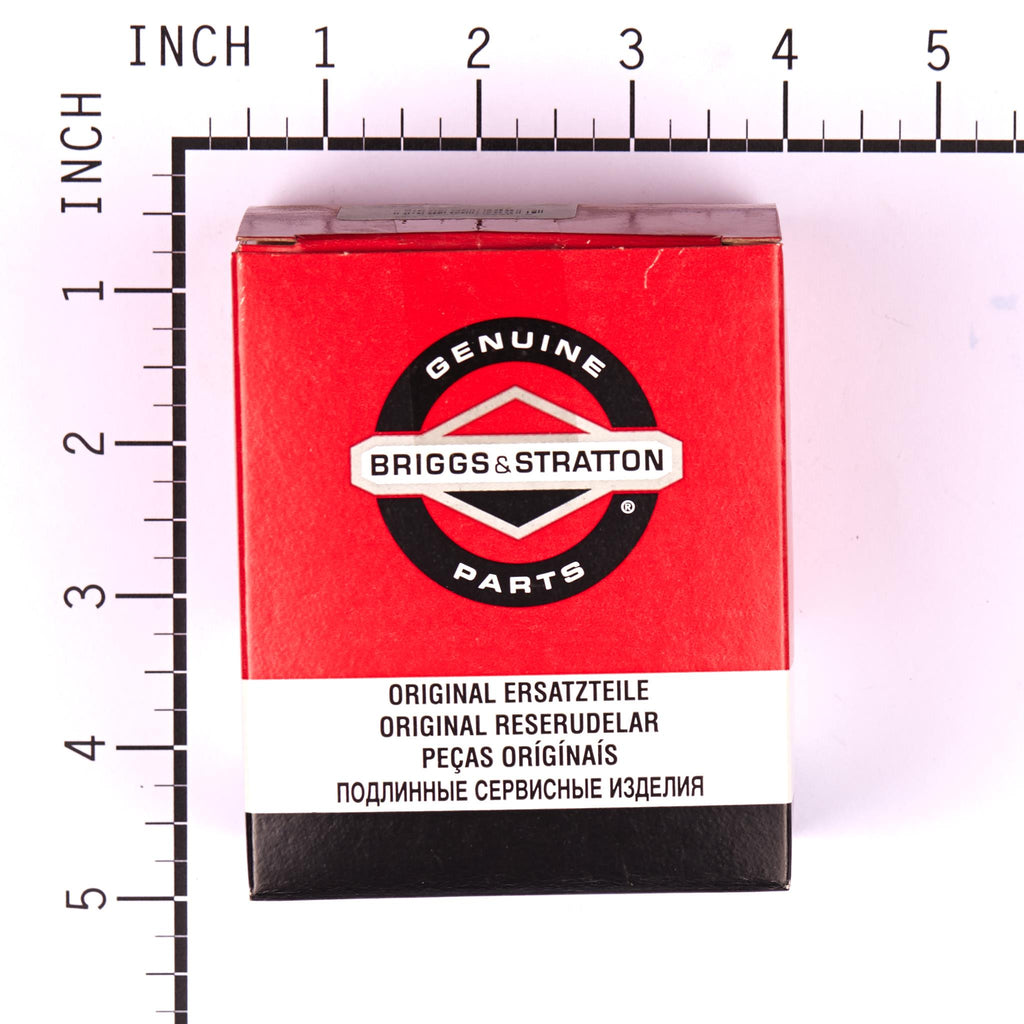 INCH 1 2 3 4 5
INCH
1
2
3
4
5
GENUINE
BRIGGS & STRATTON
®
PARTS
ORIGINAL ERSATZTEILE
ORIGINAL RESERUDELAR
PEÇAS ORÍGÍNAÍS
ПОДЛИННЫЕ СЕРВИСНЫЕ ИЗДЕЛИЯ